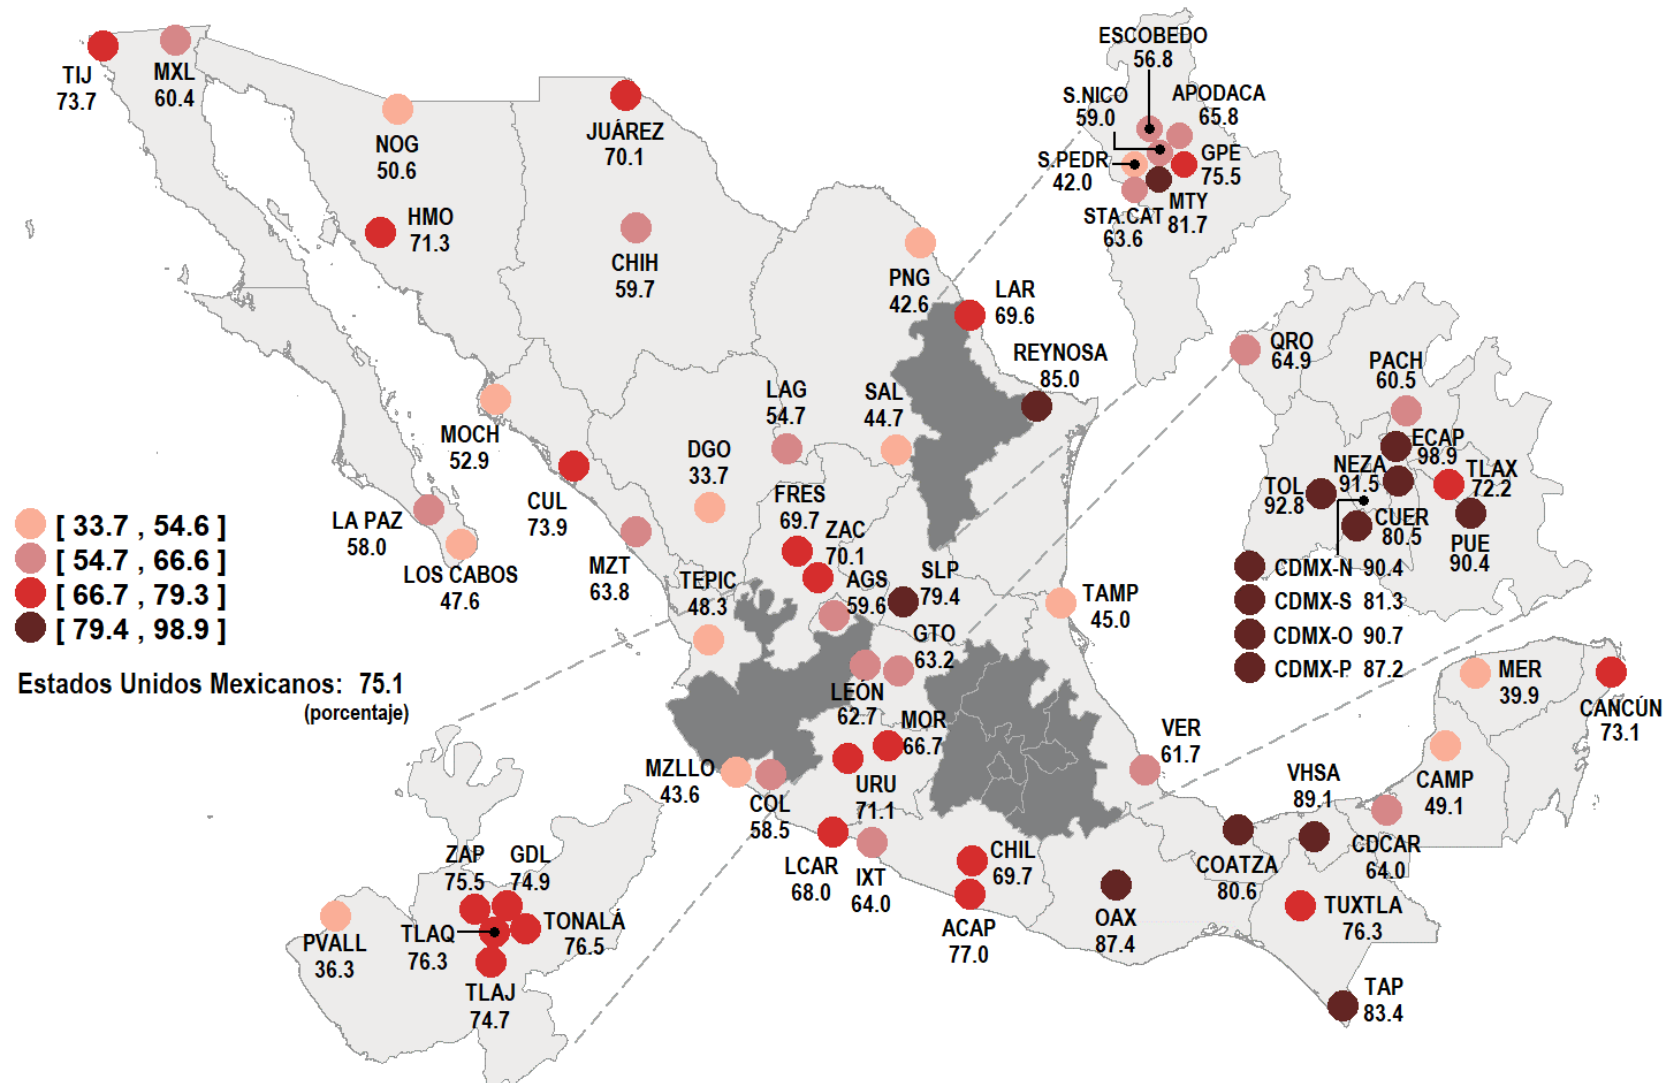 TIJ
73.7
MXL
60.4
NOG
50.6
HMO
71.3
JUÁREZ
70.1
CHIH
59.7
PNG
42.6
LAR
69.6
REYNOSA
85.0
ESCOBEDO
56.8
S.NICO
59.0
APODACA
65.8
S.PEDR
42.0
GPE
75.5
STA.CAT
63.6
MTY
81.7
MOCH
52.9
CUL
73.9
DGO
33.7
LAG
54.7
SAL
44.7
LA PAZ
58.0
LOS CABOS
47.6
MZT
63.8
FRES
69.7
ZAC
70.1
TEPIC
48.3
AGS
59.6
SLP
79.4
TAMP
45.0
GTO
63.2
LEÓN
62.7
MOR
66.7
URU
71.1
MZLLO
43.6
COL
58.5
LCAR
68.0
IXT
64.0
CHIL
69.7
ACAP
77.0
VER
61.7
OAX
87.4
COATZA
80.6
VHSA
89.1
CDCAR
64.0
TUXTLA
76.3
TAP
83.4
CAMP
49.1
MER
39.9
CANCÚN
73.1
QRO
64.9
PACH
60.5
ECAP
98.9
NEZA
91.5
TLAX
72.2
TOL
92.8
CUER
80.5
PUE
90.4
CDMX-N 90.4
CDMX-S 81.3
CDMX-O 90.7
CDMX-P 87.2
[ 33.7 , 54.6 ]
[ 54.7 , 66.6 ]
[ 66.7 , 79.3 ]
[ 79.4 , 98.9 ]
Estados Unidos Mexicanos: 75.1
(porcentaje)
ZAP
75.5
GDL
74.9
TONALÁ
76.5
TLAQ
76.3
TLAJ
74.7
PVALL
36.3